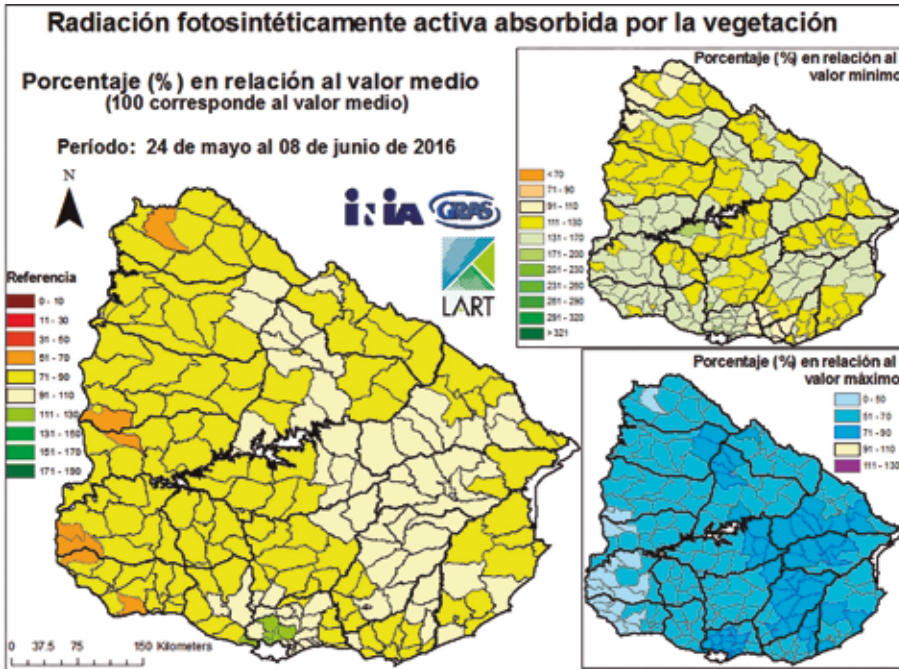 Radiación fotosintéticamente activa absorbida por la vegetación
Porcentaje (%) en relación al valor medio
(100 corresponde al valor medio)
Período: 24 de mayo al 08 de junio de 2016
N
INIA
GRAS
LART
Referencia
0 - 10
11 - 30
31 - 50
51 - 70
71 - 90
91 - 110
111 - 130
131 - 150
151 - 170
171 - 190
0 37.5 75 150 Kilometers
Porcentaje (%) en relación al
valor mínimo
< 70
71 - 90
91 - 110
111 - 130
131 - 170
171 - 200
201 - 230
231 - 260
261 - 290
291 - 320
> 321
Porcentaje (%) en relación al
valor máximo
0 - 50
51 - 70
71 - 90
91 - 110
111 - 130